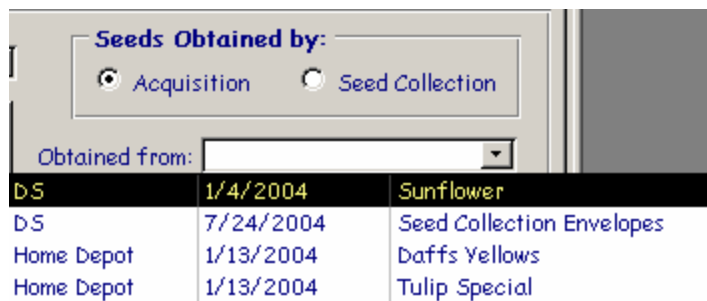 Seeds Obtained by:
Acquisition Seed Collection
Obtained from:
DS 1/4/2004 Sunflower
DS 7/24/2004 Seed Collection Envelopes
Home Depot 1/13/2004 Daffs Yellows
Home Depot 1/13/2004 Tulip Special